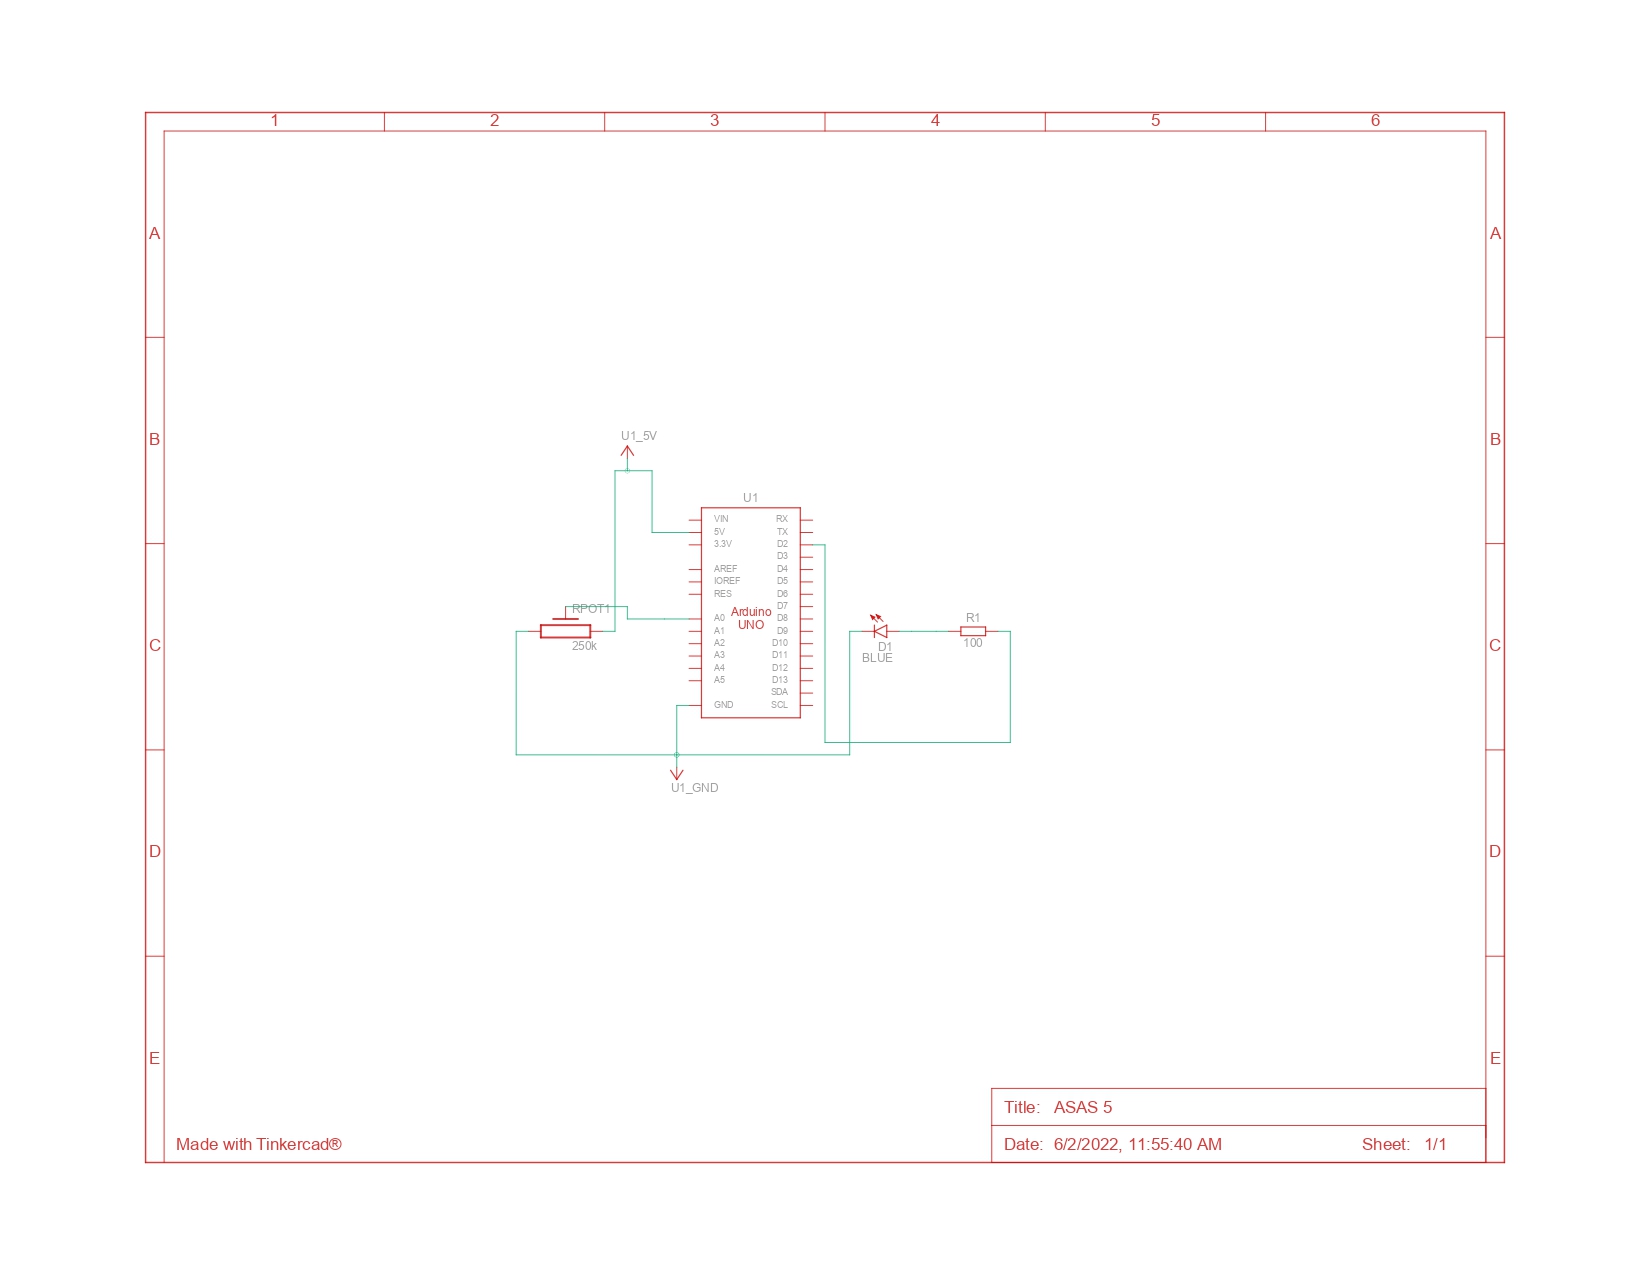 1 2 3 4 5 6
A A
B B
U1_5V
U1
VIN RX
5V TX
3.3V D2
D3
AREF D4
IOREF D5
RES D6
D7
RPOT1
A0 Arduino D8
A1 UNO D9
A2 D10
A3 D11
A4 D12
A5 D13
SDA
GND SCL
250k
R1
100
D1
BLUE
C C
U1_GND
D D
E E
Title: ASAS 5
Made with Tinkercad®
Date: 6/2/2022, 11:55:40 AM Sheet: 1/1